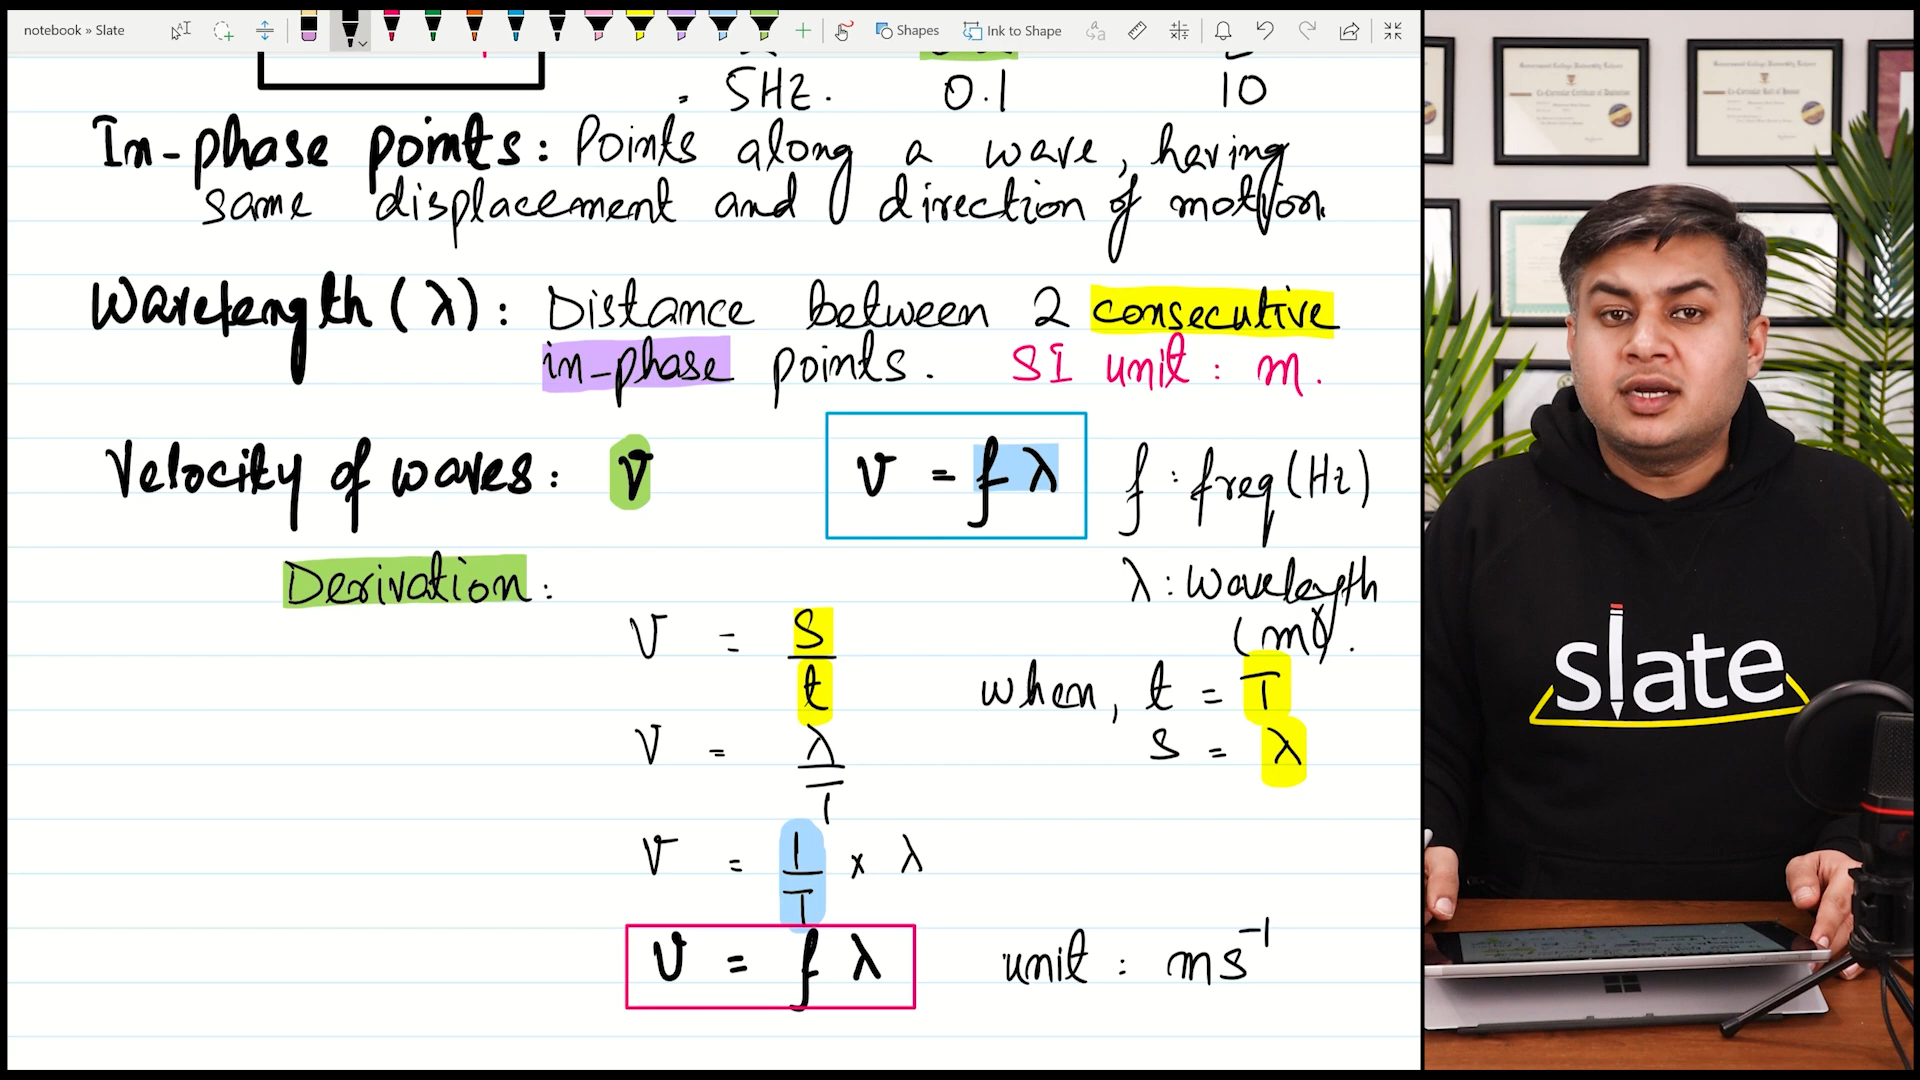 notebook » Slate
Shapes
Ink to Shape
= 5Hz. 0.1 10
In-phase points: Points along a wave, having
same displacement and direction of motion.
Wavelength (λ): Distance between 2 consecutive
in-phase points. SI unit: m.
Velocity of waves: v
v = f λ
f : freq (Hz)
λ : wavelength
(m).
Derivation:
v = s/t
when, t = T
s = λ
v = λ/T
v = 1/T × λ
v = f λ
unit: ms⁻¹
slate